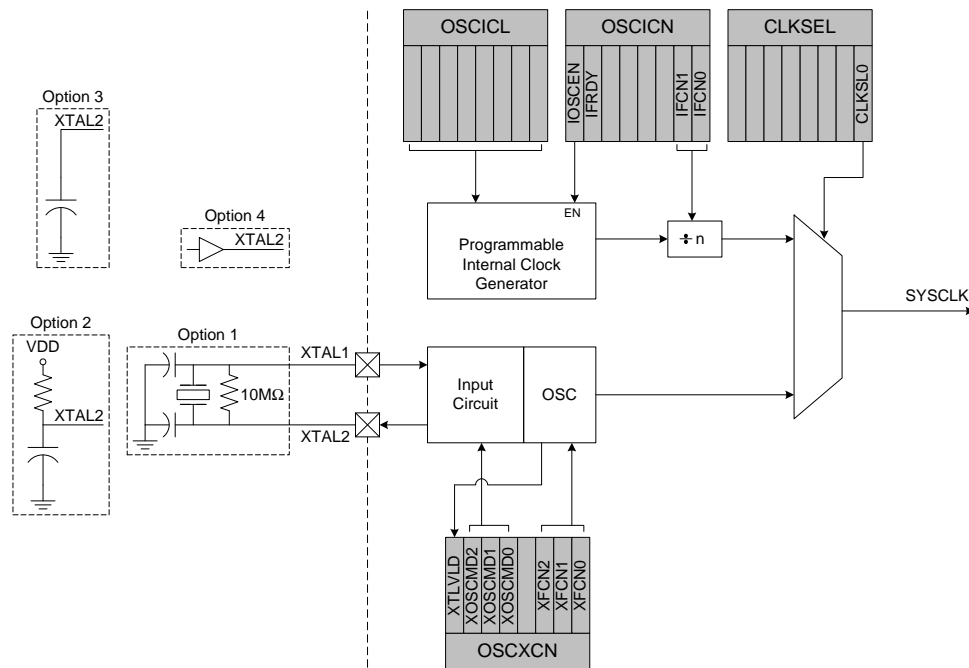 OSCICL
OSCICN
CLKSEL
IOSCEN
IFRDY
IFCN1
IFCN0
CLKSL0
Option 3
XTAL2
Option 4
XTAL2
EN
Programmable
Internal Clock
Generator
÷ n
SYSCLK
Option 2
VDD
XTAL2
Option 1
10MΩ
XTAL1
XTAL2
Input
Circuit
OSC
XTLVLD
XOSCMD2
XOSCMD1
XOSCMD0
XFCN2
XFCN1
XFCN0
OSCXCN